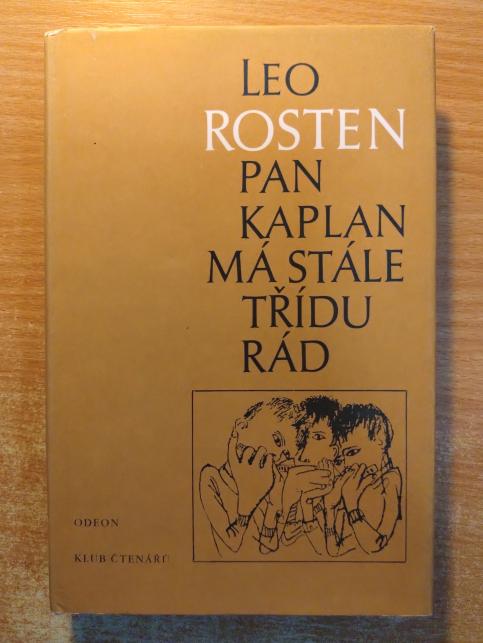 LEO
ROSTEN
PAN
KAPLAN
MÁ STÁLE
TŘÍDU
RÁD
ODEON
KLUB ČTENÁŘŮ